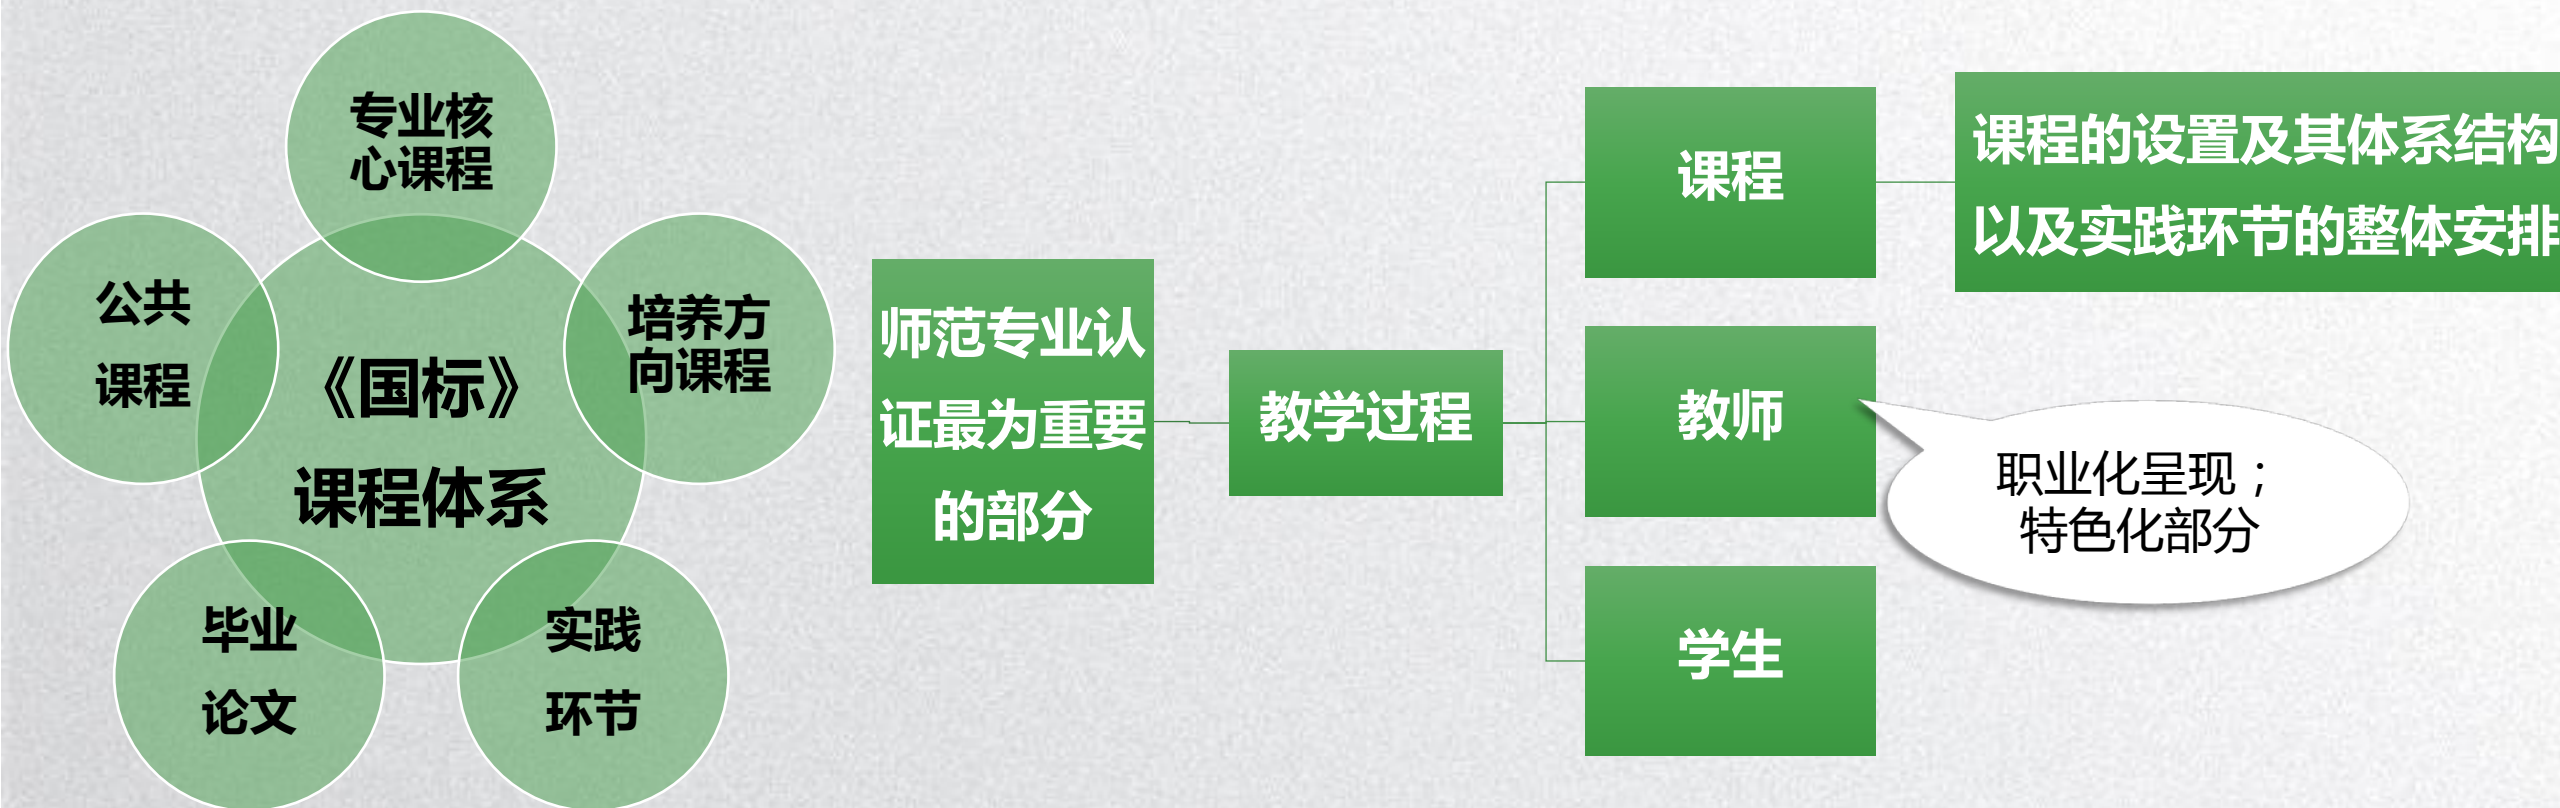 专业核
心课程
公共
课程
培养方
向课程
《国标》
课程体系
毕业
论文
实践
环节
师范专业认
证最为重要
的部分
教学过程
课程
课程的设置及其体系结构
以及实践环节的整体安排
教师
职业化呈现；
特色化部分
学生